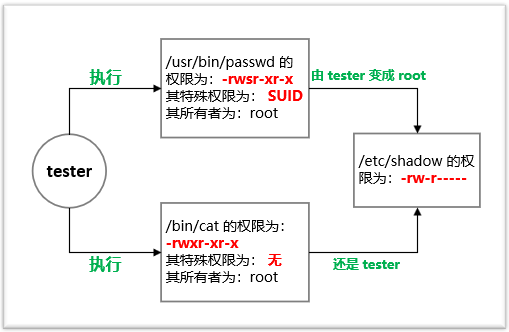 /usr/bin/passwd 的
权限为：-rwsr-xr-x
其特殊权限为： SUID
其所有者为：root
执行
由 tester 变成 root
tester
/etc/shadow 的权
限为：-rw-r-----
/bin/cat 的权限为：
-rwxr-xr-x
其特殊权限为： 无
其所有者为：root
执行
还是 tester